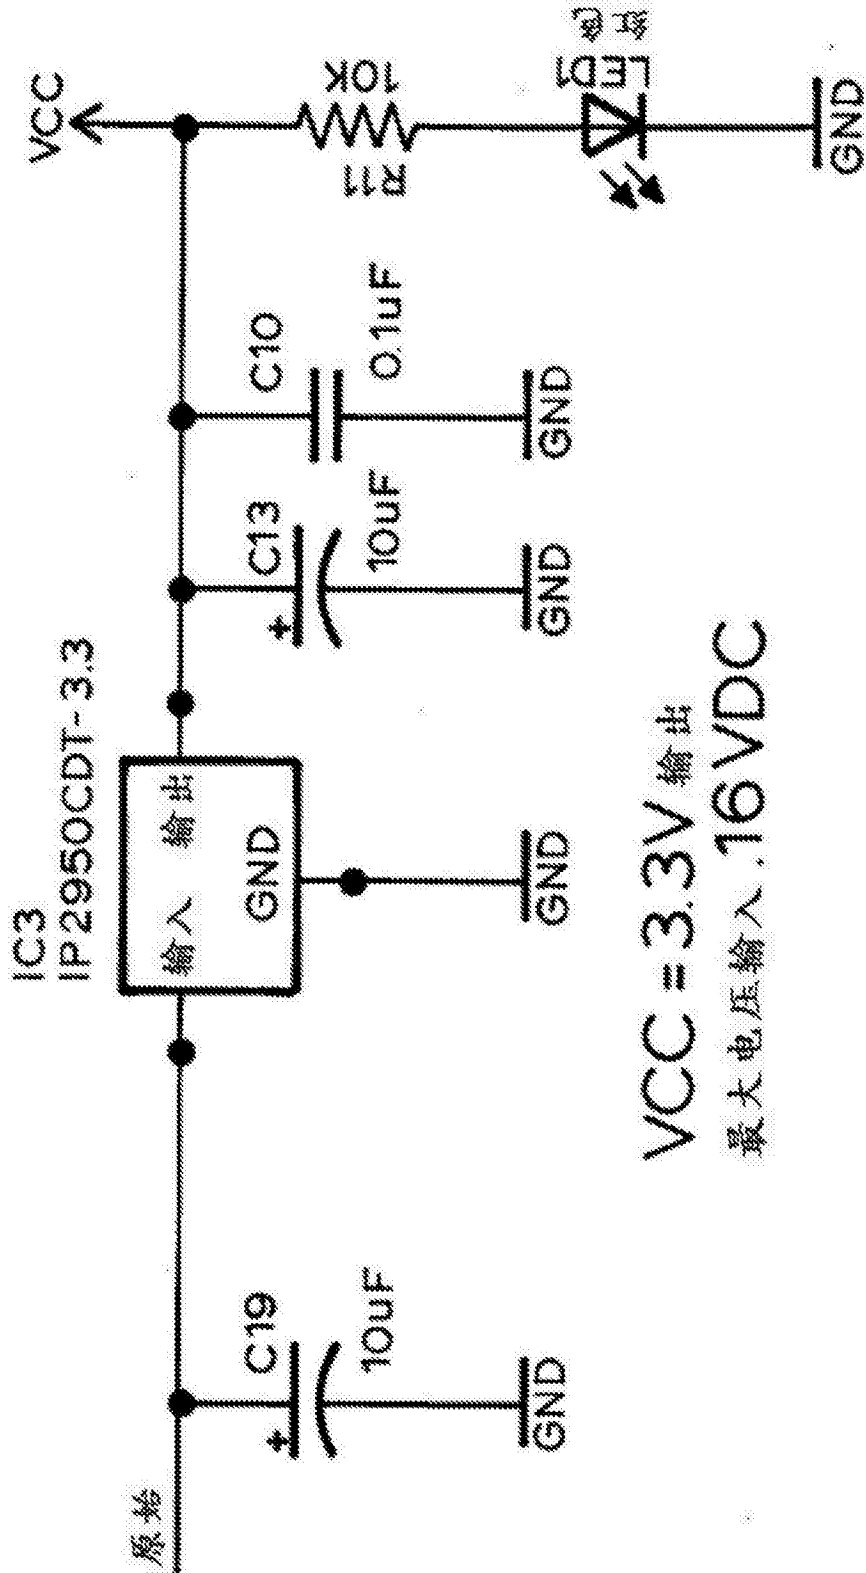 原始
C19
10uF
GND
IC3
IP2950CDT-3.3
输入 输出
GND
GND
C13
10uF
GND
C10
0.1uF
GND
VCC
R11
10K
LED1
红色
GND
VCC = 3.3V 输出
最大电压输入 .16VDC